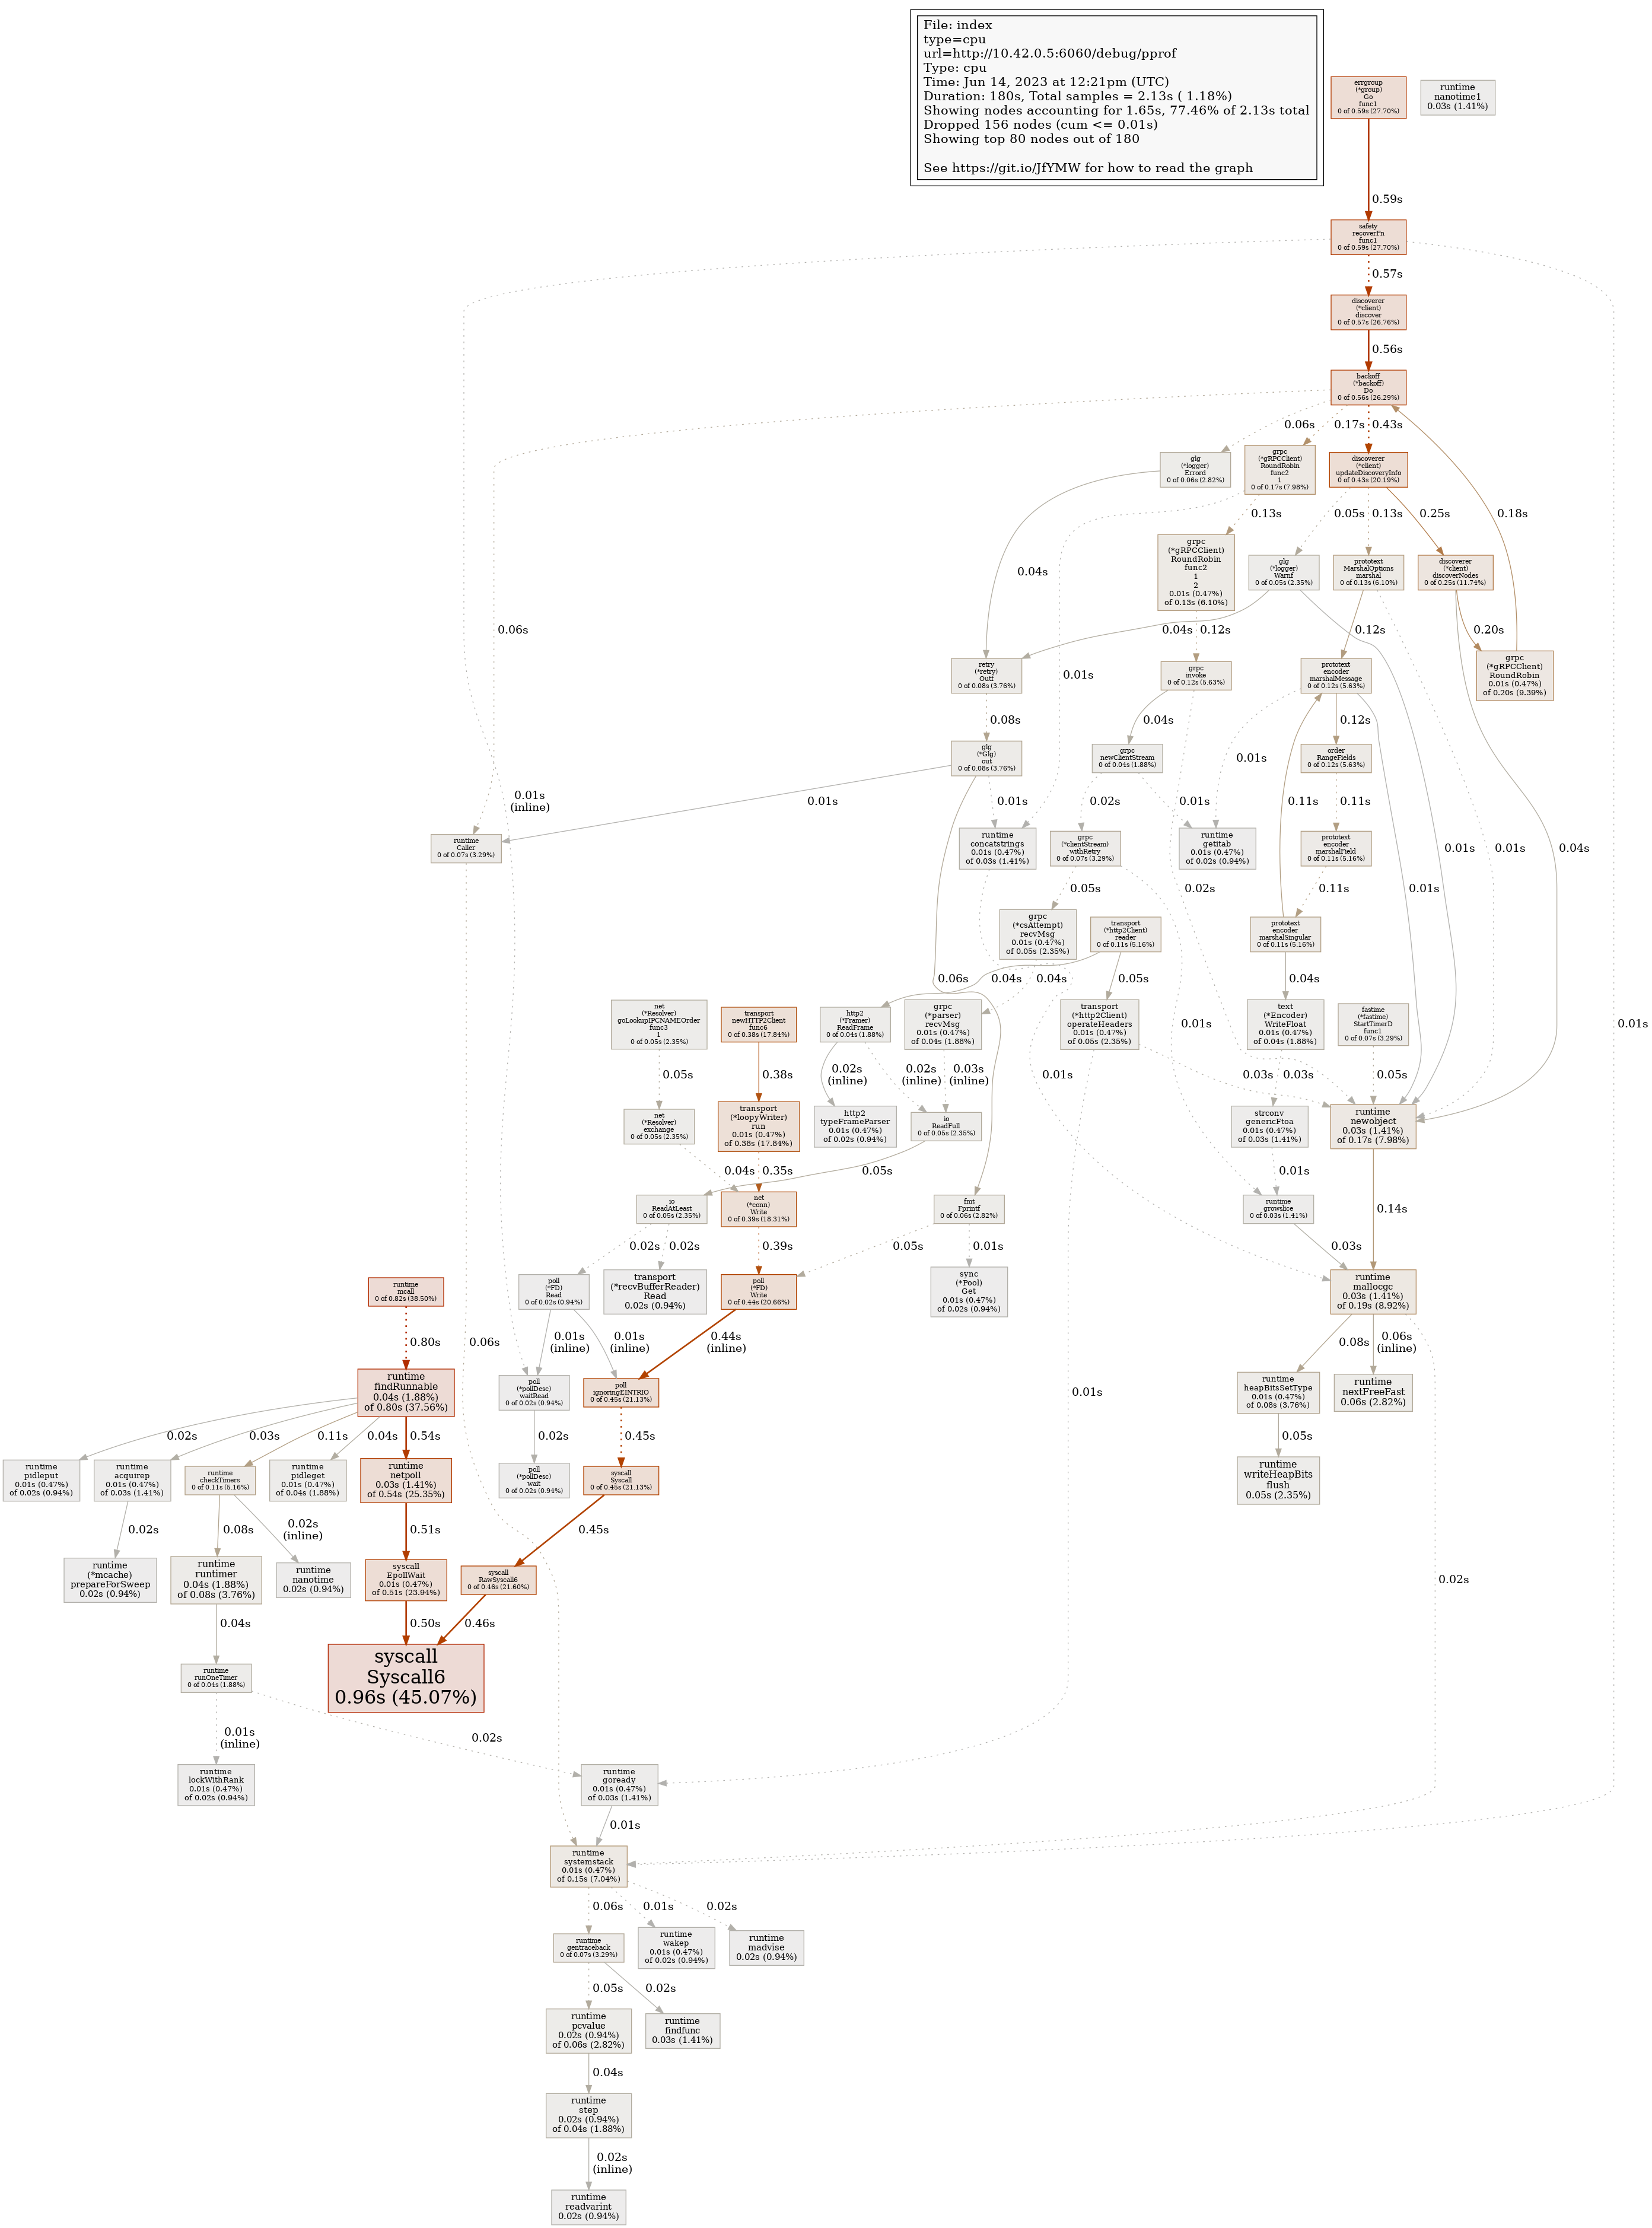 File: index
type=cpu
url=http://10.42.0.5:6060/debug/pprof
Type: cpu
Time: Jun 14, 2023 at 12:21pm (UTC)
Duration: 180s, Total samples = 2.13s ( 1.18%)
Showing nodes accounting for 1.65s, 77.46% of 2.13s total
Dropped 156 nodes (cum <= 0.01s)
Showing top 80 nodes out of 180
See https://git.io/JfYMW for how to read the graph
errgroup
(*group)
Go
func1
0 of 0.59s (27.70%)
runtime
nanotime1
0.03s (1.41%)
0.59s
safety
recoverFn
func1
0 of 0.59s (27.70%)
0.57s
discoverer
(*client)
discover
0 of 0.57s (26.76%)
0.56s
backoff
(*backoff)
Do
0 of 0.56s (26.29%)
0.06s
0.17s
0.43s
glg
(*logger)
Errord
0 of 0.06s (2.82%)
grpc
(*gRPCClient)
RoundRobin
func2
1
0 of 0.17s (7.98%)
discoverer
(*client)
updateDiscoveryInfo
0 of 0.43s (20.19%)
0.13s
0.05s
0.13s
0.25s
0.18s
0.04s
grpc
(*gRPCClient)
RoundRobin
func2
1
2
0.01s (0.47%)
of 0.13s (6.10%)
glg
(*logger)
Warnf
0 of 0.05s (2.35%)
prototext
MarshalOptions
marshal
0 of 0.13s (6.10%)
discoverer
(*client)
discoverNodes
0 of 0.25s (11.74%)
0.06s
0.04s
0.12s
0.12s
0.20s
retry
(*retry)
Outf
0 of 0.08s (3.76%)
0.01s
grpc
invoke
0 of 0.12s (5.63%)
prototext
encoder
marshalMessage
0 of 0.12s (5.63%)
grpc
(*gRPCClient)
RoundRobin
0.01s (0.47%)
of 0.20s (9.39%)
0.08s
0.04s
0.12s
glg
(*Glg)
out
0 of 0.08s (3.76%)
grpc
newClientStream
0 of 0.04s (1.88%)
0.01s
order
RangeFields
0 of 0.12s (5.63%)
0.01s
(inline)
0.01s
0.01s
0.02s
0.01s
0.11s
0.11s
runtime
Caller
0 of 0.07s (3.29%)
runtime
concatstrings
0.01s (0.47%)
of 0.03s (1.41%)
grpc
(*clientStream)
withRetry
0 of 0.07s (3.29%)
runtime
getitab
0.01s (0.47%)
of 0.02s (0.94%)
prototext
encoder
marshalField
0 of 0.11s (5.16%)
0.01s
0.01s
0.04s
0.05s
0.02s
0.11s
0.01s
grpc
(*csAttempt)
recvMsg
0.01s (0.47%)
of 0.05s (2.35%)
transport
(*http2Client)
reader
0 of 0.11s (5.16%)
prototext
encoder
marshalSingular
0 of 0.11s (5.16%)
0.06s
0.04s
0.04s
0.05s
0.04s
net
(*Resolver)
goLookupIPCNAMEOrder
func3
1
0 of 0.05s (2.35%)
transport
newHTTP2Client
func6
0 of 0.38s (17.84%)
http2
(*Framer)
ReadFrame
0 of 0.04s (1.88%)
grpc
(*parser)
recvMsg
0.01s (0.47%)
of 0.04s (1.88%)
transport
(*http2Client)
operateHeaders
0.01s (0.47%)
of 0.05s (2.35%)
0.01s
text
(*Encoder)
WriteFloat
0.01s (0.47%)
of 0.04s (1.88%)
fastime
(*fastime)
StartTimerD
func1
0 of 0.07s (3.29%)
0.01s
0.05s
0.38s
0.02s
(inline)
0.02s
(inline)
0.03s
(inline)
0.01s
0.03s
0.03s
0.05s
net
(*Resolver)
exchange
0 of 0.05s (2.35%)
transport
(*loopyWriter)
run
0.01s (0.47%)
of 0.38s (17.84%)
http2
typeFrameParser
0.01s (0.47%)
of 0.02s (0.94%)
io
ReadFull
0 of 0.05s (2.35%)
strconv
genericFtoa
0.01s (0.47%)
of 0.03s (1.41%)
runtime
newobject
0.03s (1.41%)
of 0.17s (7.98%)
0.04s
0.35s
0.05s
0.01s
io
ReadAtLeast
0 of 0.05s (2.35%)
net
(*conn)
Write
0 of 0.39s (18.31%)
fmt
Fprintf
0 of 0.06s (2.82%)
runtime
growslice
0 of 0.03s (1.41%)
0.14s
0.02s
0.02s
0.39s
0.05s
0.01s
0.03s
runtime
mcall
0 of 0.82s (38.50%)
poll
(*FD)
Read
0 of 0.02s (0.94%)
transport
(*recvBufferReader)
Read
0.02s (0.94%)
poll
(*FD)
Write
0 of 0.44s (20.66%)
sync
(*Pool)
Get
0.01s (0.47%)
of 0.02s (0.94%)
runtime
mallocgc
0.03s (1.41%)
of 0.19s (8.92%)
0.80s
0.06s
0.01s
(inline)
0.01s
(inline)
0.44s
(inline)
0.08s
0.06s
(inline)
runtime
findRunnable
0.04s (1.88%)
of 0.80s (37.56%)
poll
(*pollDesc)
waitRead
0 of 0.02s (0.94%)
poll
ignoringEINTRIO
0 of 0.45s (21.13%)
0.01s
runtime
heapBitsSetType
0.01s (0.47%)
of 0.08s (3.76%)
runtime
nextFreeFast
0.06s (2.82%)
0.02s
0.03s
0.11s
0.04s
0.54s
0.02s
0.45s
0.05s
runtime
pidleput
0.01s (0.47%)
of 0.02s (0.94%)
runtime
acquirep
0.01s (0.47%)
of 0.03s (1.41%)
runtime
checkTimers
0 of 0.11s (5.16%)
runtime
pidleget
0.01s (0.47%)
of 0.04s (1.88%)
runtime
netpoll
0.03s (1.41%)
of 0.54s (25.35%)
poll
(*pollDesc)
wait
0 of 0.02s (0.94%)
syscall
Syscall
0 of 0.45s (21.13%)
runtime
writeHeapBits
flush
0.05s (2.35%)
0.02s
0.08s
0.02s
(inline)
0.51s
0.45s
runtime
(*mcache)
prepareForSweep
0.02s (0.94%)
runtime
runtimer
0.04s (1.88%)
of 0.08s (3.76%)
runtime
nanotime
0.02s (0.94%)
syscall
EpollWait
0.01s (0.47%)
of 0.51s (23.94%)
syscall
RawSyscall6
0 of 0.46s (21.60%)
0.02s
0.04s
0.50s
0.46s
runtime
runOneTimer
0 of 0.04s (1.88%)
syscall
Syscall6
0.96s (45.07%)
0.01s
(inline)
0.02s
runtime
lockWithRank
0.01s (0.47%)
of 0.02s (0.94%)
runtime
goready
0.01s (0.47%)
of 0.03s (1.41%)
0.01s
runtime
systemstack
0.01s (0.47%)
of 0.15s (7.04%)
0.06s
0.01s
0.02s
runtime
gentraceback
0 of 0.07s (3.29%)
runtime
wakep
0.01s (0.47%)
of 0.02s (0.94%)
runtime
madvise
0.02s (0.94%)
0.05s
0.02s
runtime
pcvalue
0.02s (0.94%)
of 0.06s (2.82%)
runtime
findfunc
0.03s (1.41%)
0.04s
runtime
step
0.02s (0.94%)
of 0.04s (1.88%)
0.02s
(inline)
runtime
readvarint
0.02s (0.94%)